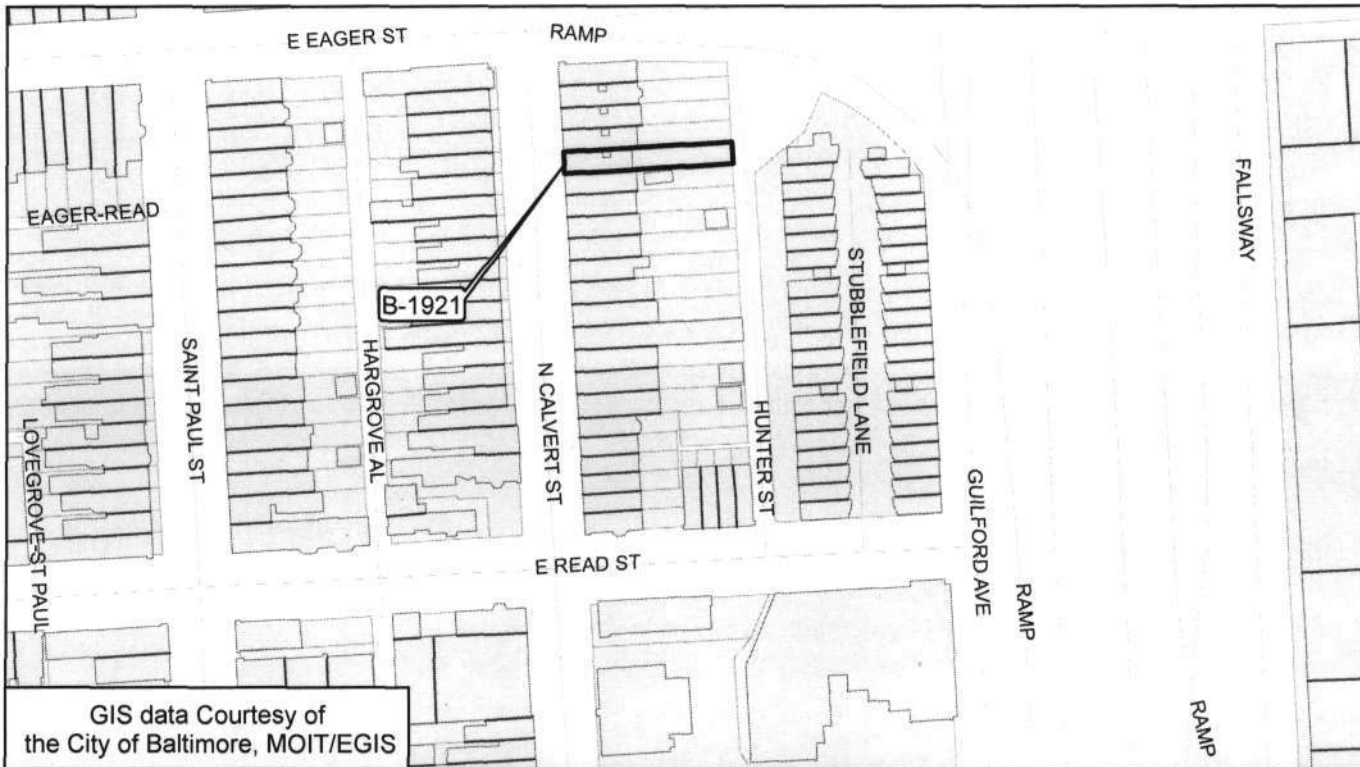 E EAGER ST
RAMP
EAGER-READ
FALLSWAY
B-1921
STUBBLEFIELD LANE
SAINT PAUL ST
HARGROVE AL
N CALVERT ST
HUNTER ST
LOVEGROVE-ST PAUL
GUILFORD AVE
E READ ST
RAMP
RAMP
GIS data Courtesy of
the City of Baltimore, MOIT/EGIS